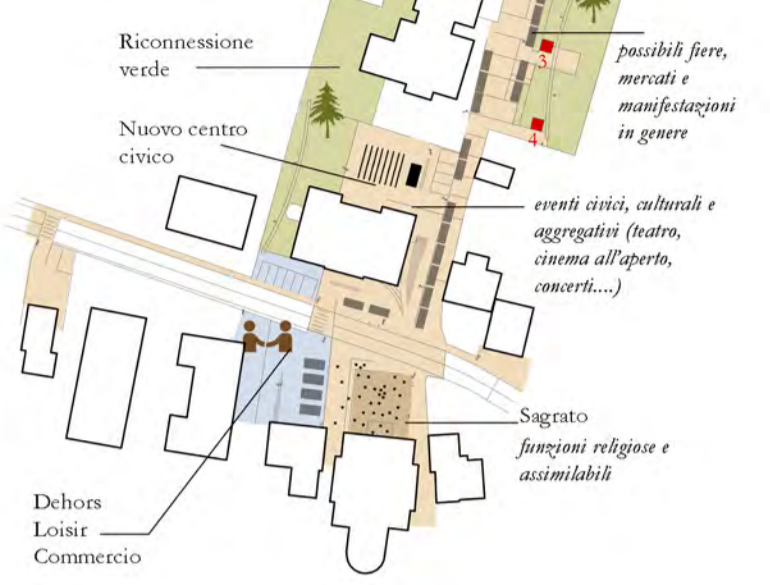 Riconnessione
verde
Nuovo centro
civico
possibili fiere,
mercati e
manifestazioni
in genere
3
4
eventi civici, culturali e
aggregativi (teatro,
cinema all'aperto,
concerti....)
Sagrato
funzioni religiose e
assimilabili
Dehors
Loisir
Commercio